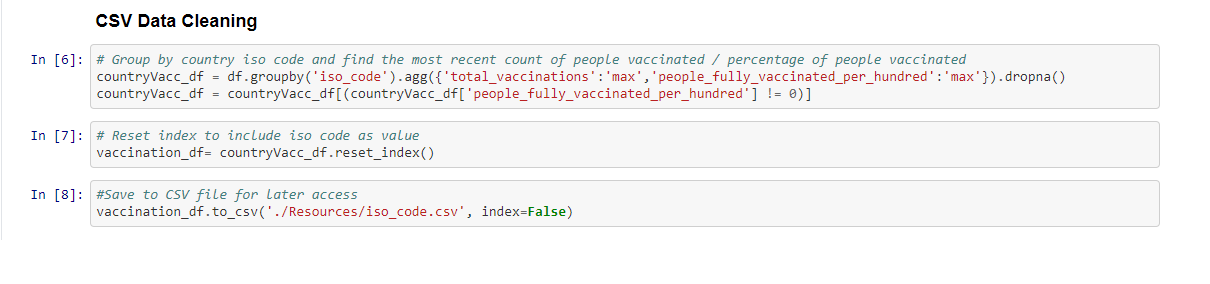 CSV Data Cleaning
In [6]: # Group by country iso code and find the most recent count of people vaccinated / percentage of people vaccinated
countryVacc_df = df.groupby('iso_code').agg({'total_vaccinations':'max','people_fully_vaccinated_per_hundred':'max'}).dropna()
countryVacc_df = countryVacc_df[(countryVacc_df['people_fully_vaccinated_per_hundred'] != 0)]
In [7]: # Reset index to include iso code as value
vaccination_df= countryVacc_df.reset_index()
In [8]: #Save to CSV file for later access
vaccination_df.to_csv('./Resources/iso_code.csv', index=False)